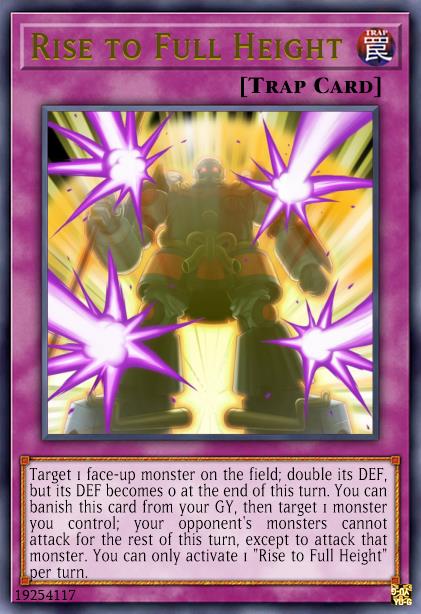 Rise to Full Height
TRAP
罠
[Trap Card]
Target 1 face-up monster on the field; double its DEF,
but its DEF becomes 0 at the end of this turn. You can
banish this card from your GY, then target 1 monster
you control; your opponent's monsters cannot
attack for the rest of this turn, except to attack that
monster. You can only activate 1 "Rise to Full Height"
per turn.
19254117